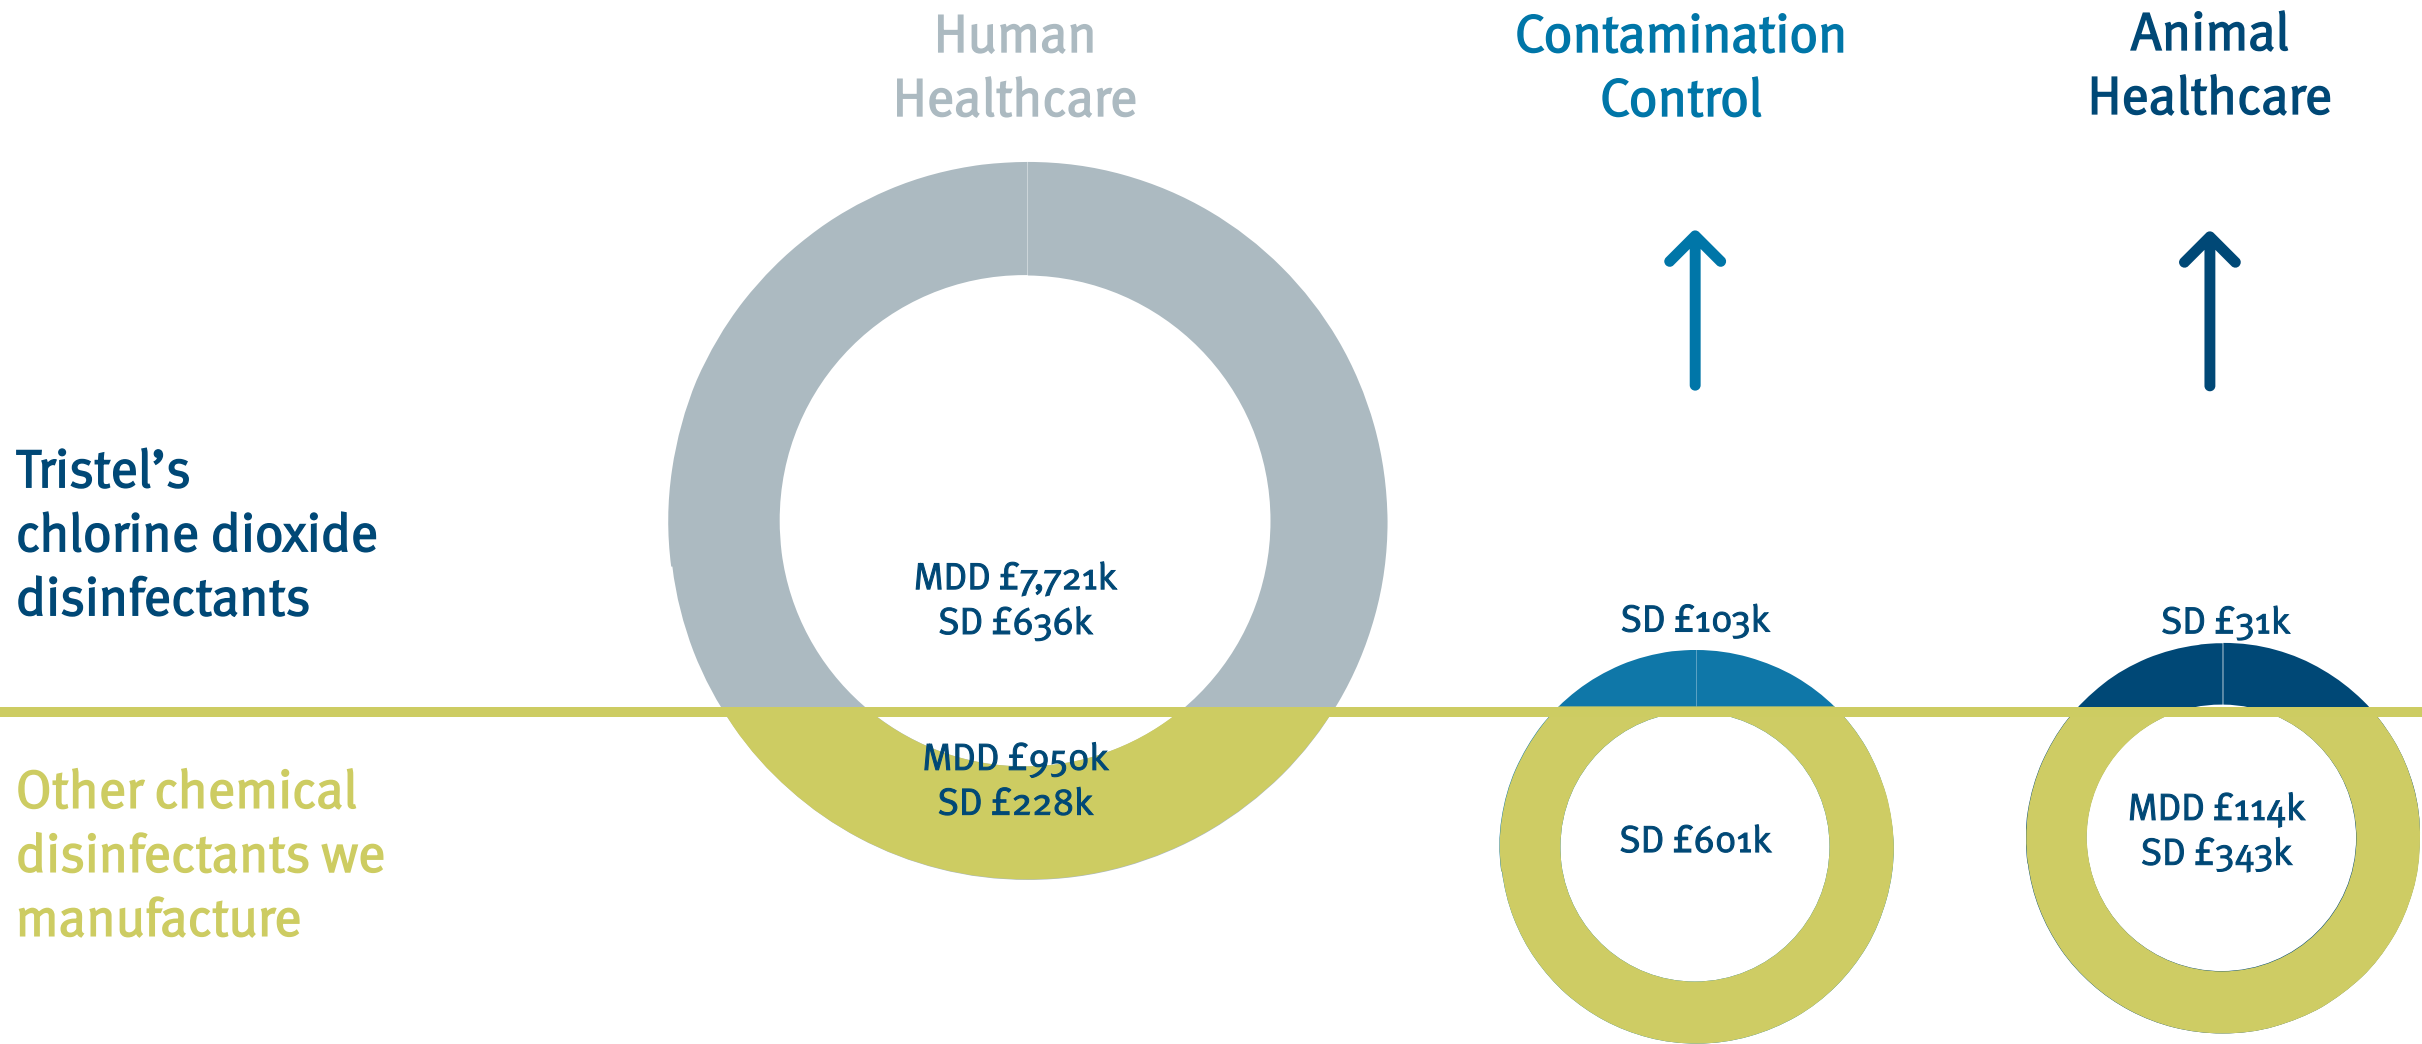 Human
Healthcare
Contamination
Control
Animal
Healthcare
Tristel’s
chlorine dioxide
disinfectants
MDD £7,721k
SD £636k
SD £103k
SD £31k
Other chemical
disinfectants we
manufacture
MDD £950k
SD £228k
SD £601k
MDD £114k
SD £343k